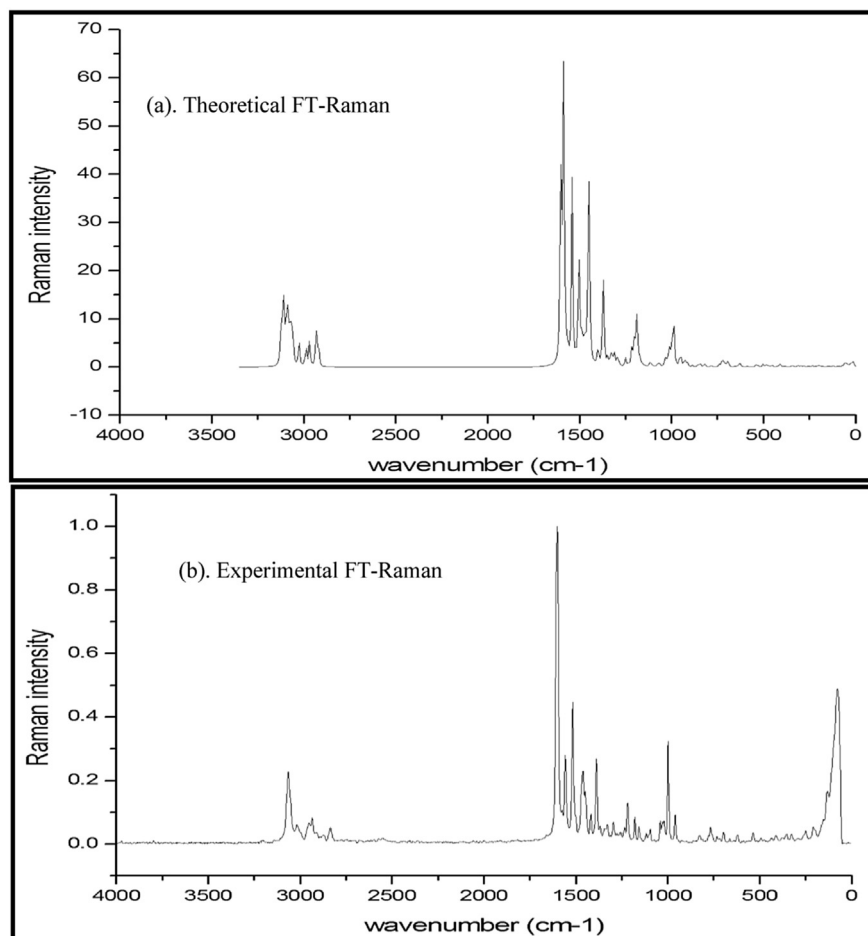 70
60
50
40
30
20
10
0
-10
Raman intensity
(a). Theoretical FT-Raman
4000 3500 3000 2500 2000 1500 1000 500 0
wavenumber (cm-1)
1.0
0.8
0.6
0.4
0.2
0.0
Raman intensity
(b). Experimental FT-Raman
4000 3500 3000 2500 2000 1500 1000 500 0
wavenumber (cm-1)